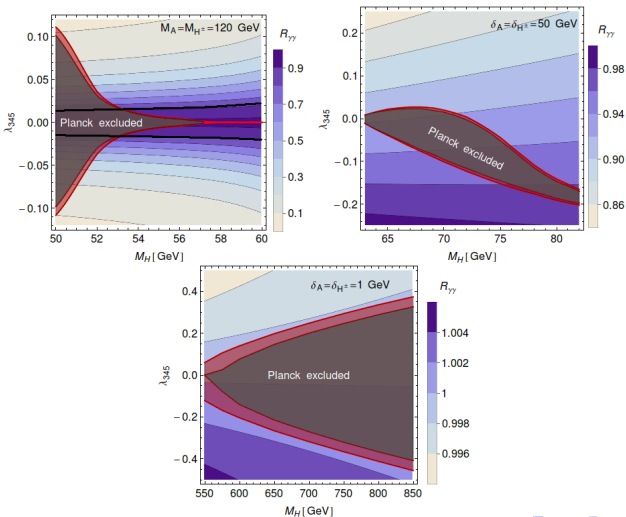 M_A=M_H±=120 GeV
R_γγ
0.10
0.05
0.00
−0.05
−0.10
λ_345
Planck excluded
0.9
0.7
0.5
0.3
0.1
50 52 54 56 58 60
M_H [GeV]
δ_A=δ_H±=50 GeV
R_γγ
0.2
0.1
0.0
−0.1
−0.2
λ_345
Planck excluded
0.98
0.94
0.90
0.86
65 70 75 80
M_H [GeV]
δ_A=δ_H±=1 GeV
R_γγ
0.4
0.2
0.0
−0.2
−0.4
λ_345
Planck excluded
1.004
1.002
1
0.998
0.996
550 600 650 700 750 800 850
M_H [GeV]